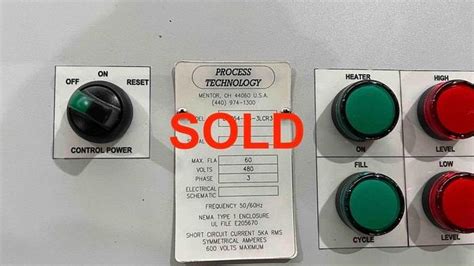 SOLD
ON
OFF
RESET
CONTROL POWER
PROCESS
TECHNOLOGY
MENTOR, OH 44060 U.S.A.
(440) 974-1300
MAX. FLA 60
VOLTS 480
PHASE 3
ELECTRICAL
SCHEMATIC
FREQUENCY 50/60Hz
NEMA TYPE 1 ENCLOSURE
UL FILE E205670
SHORT CIRCUIT CURRENT 5KA RMS
SYMMETRICAL AMPERES
600 VOLTS MAXIMUM
HEATER
ON
HIGH
LEVEL
FILL
CYCLE
LOW
LEVEL